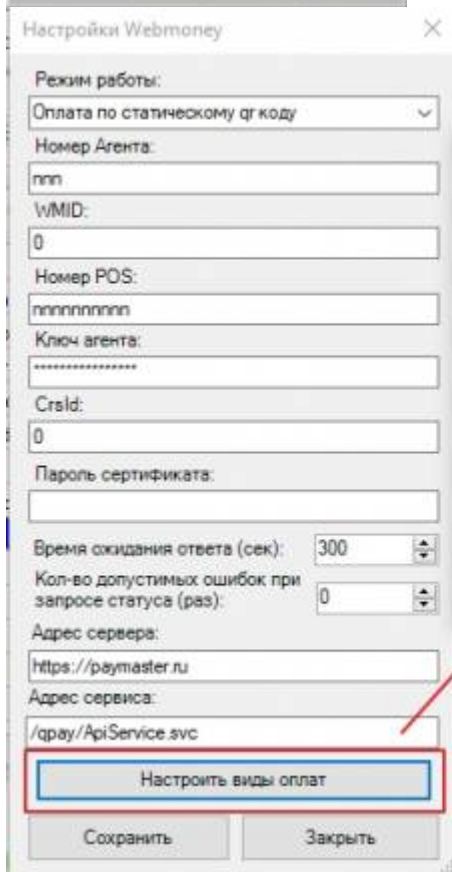 Настройки Webmoney
Режим работы:
Оплата по статическому qr коду
Номер Агента:
nnn
WMID:
0
Номер POS:
nnnnnnnnnn
Ключ агента:
****************
CrsId:
0
Пароль сертификата:
Время ожидания ответа (сек): 300
Кол-во допустимых ошибок при
запросе статуса (раз): 0
Адрес сервера:
https://paymaster.ru
Адрес сервиса:
/qpay/ApiService.svc
Настроить виды оплат
Сохранить Закрыть